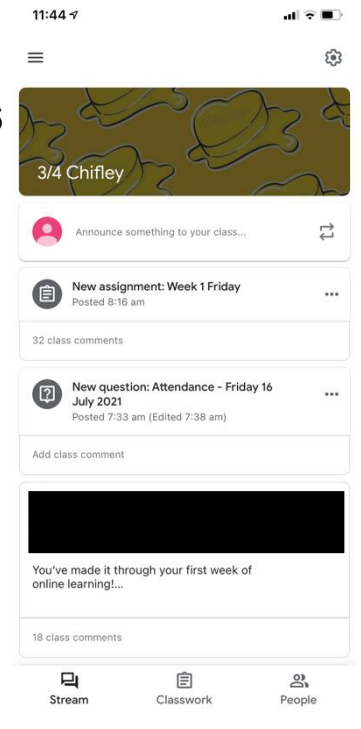 11:44
3/4 Chifley
Announce something to your class...
New assignment: Week 1 Friday
Posted 8:16 am
32 class comments
New question: Attendance - Friday 16
July 2021
Posted 7:33 am (Edited 7:38 am)
Add class comment
You've made it through your first week of
online learning!...
18 class comments
Stream
Classwork
People